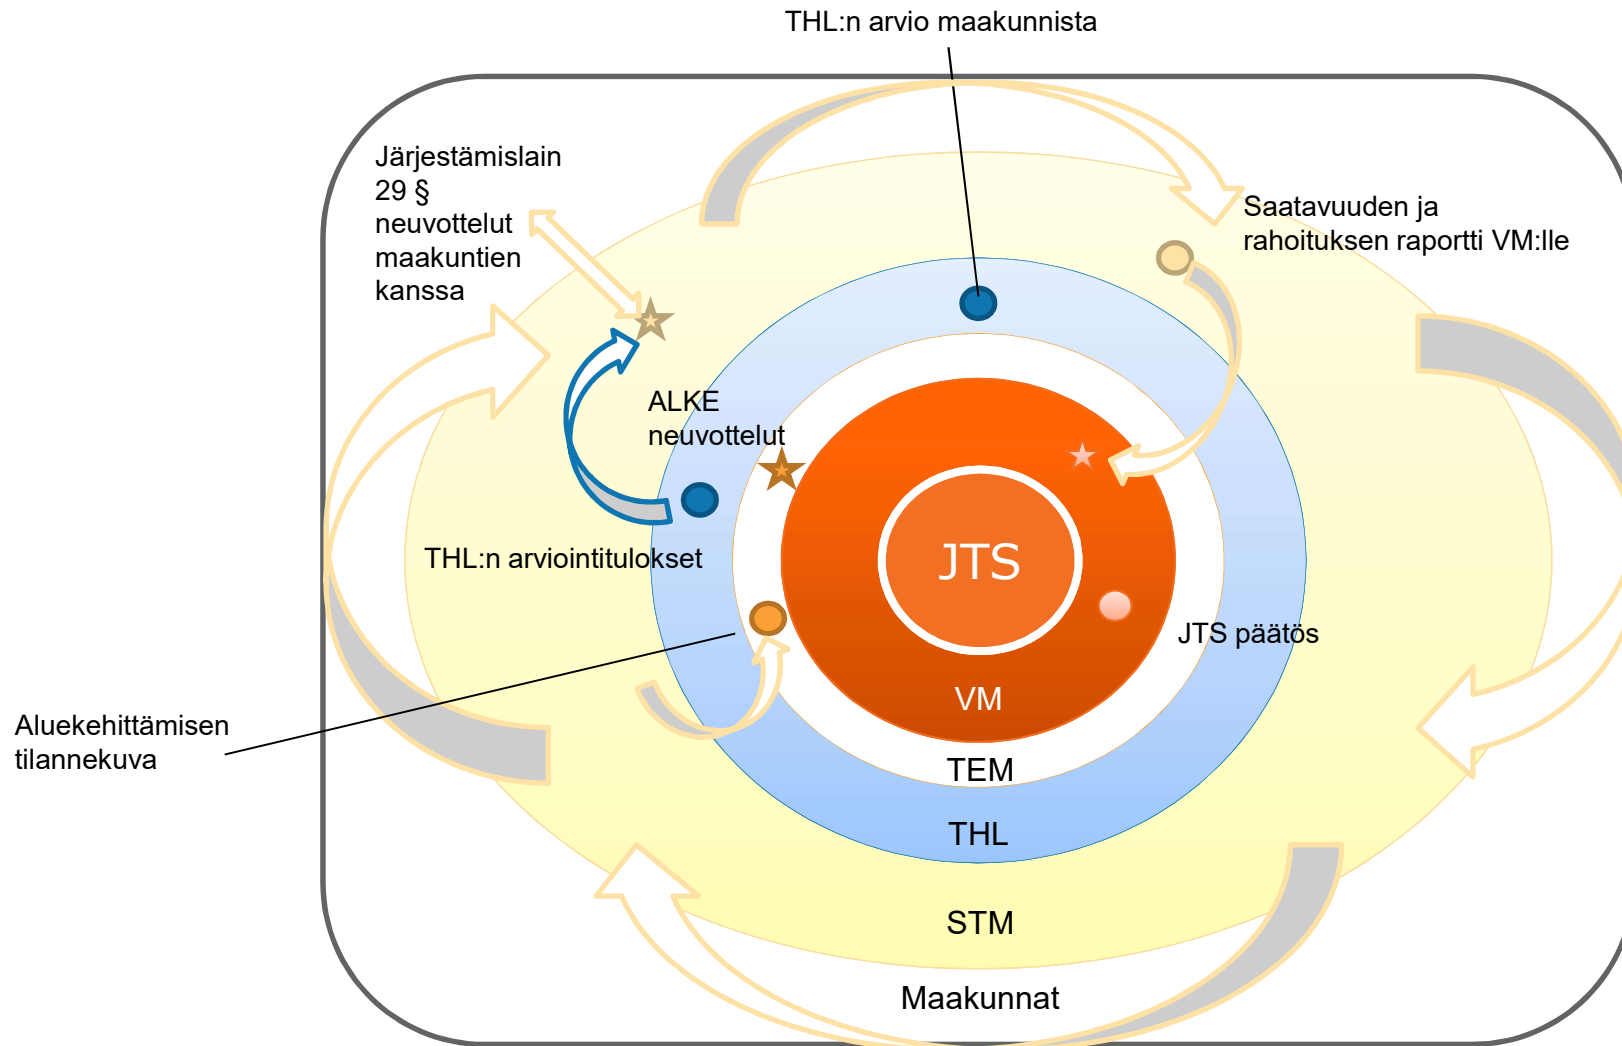 THL:n arvio maakunnista
Järjestämislain
29 §
neuvottelut
maakuntien
kanssa
Saatavuuden ja
rahoituksen raportti VM:lle
ALKE
neuvottelut
THL:n arviointitulokset
JTS
JTS päätös
VM
Aluekehittämisen
tilannekuva
TEM
THL
STM
Maakunnat